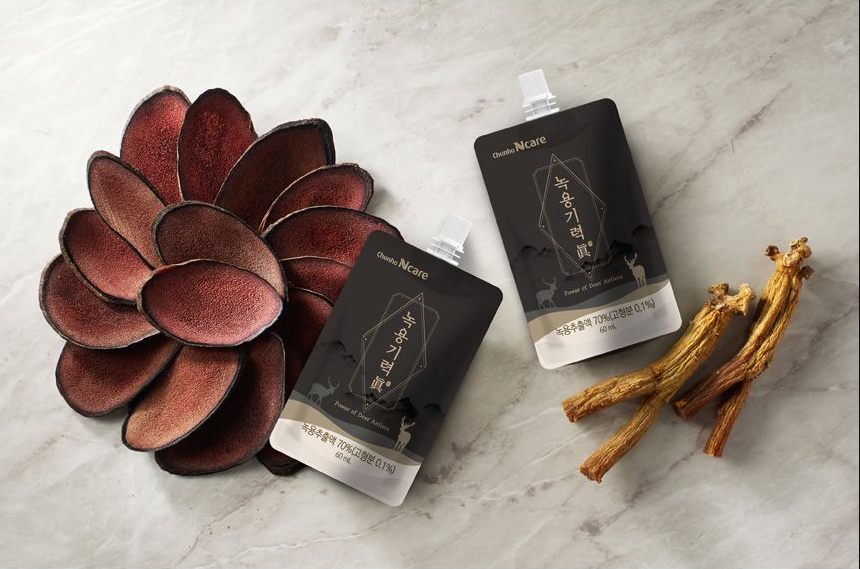 Chunho Ncare
녹용기력
眞
Power of Deer Antlers
녹용추출액 70%(고형분 0.1%)
60 mL
Chunho Ncare
녹용기력
眞
Power of Deer Antlers
녹용추출액 70%(고형분 0.1%)
60 mL